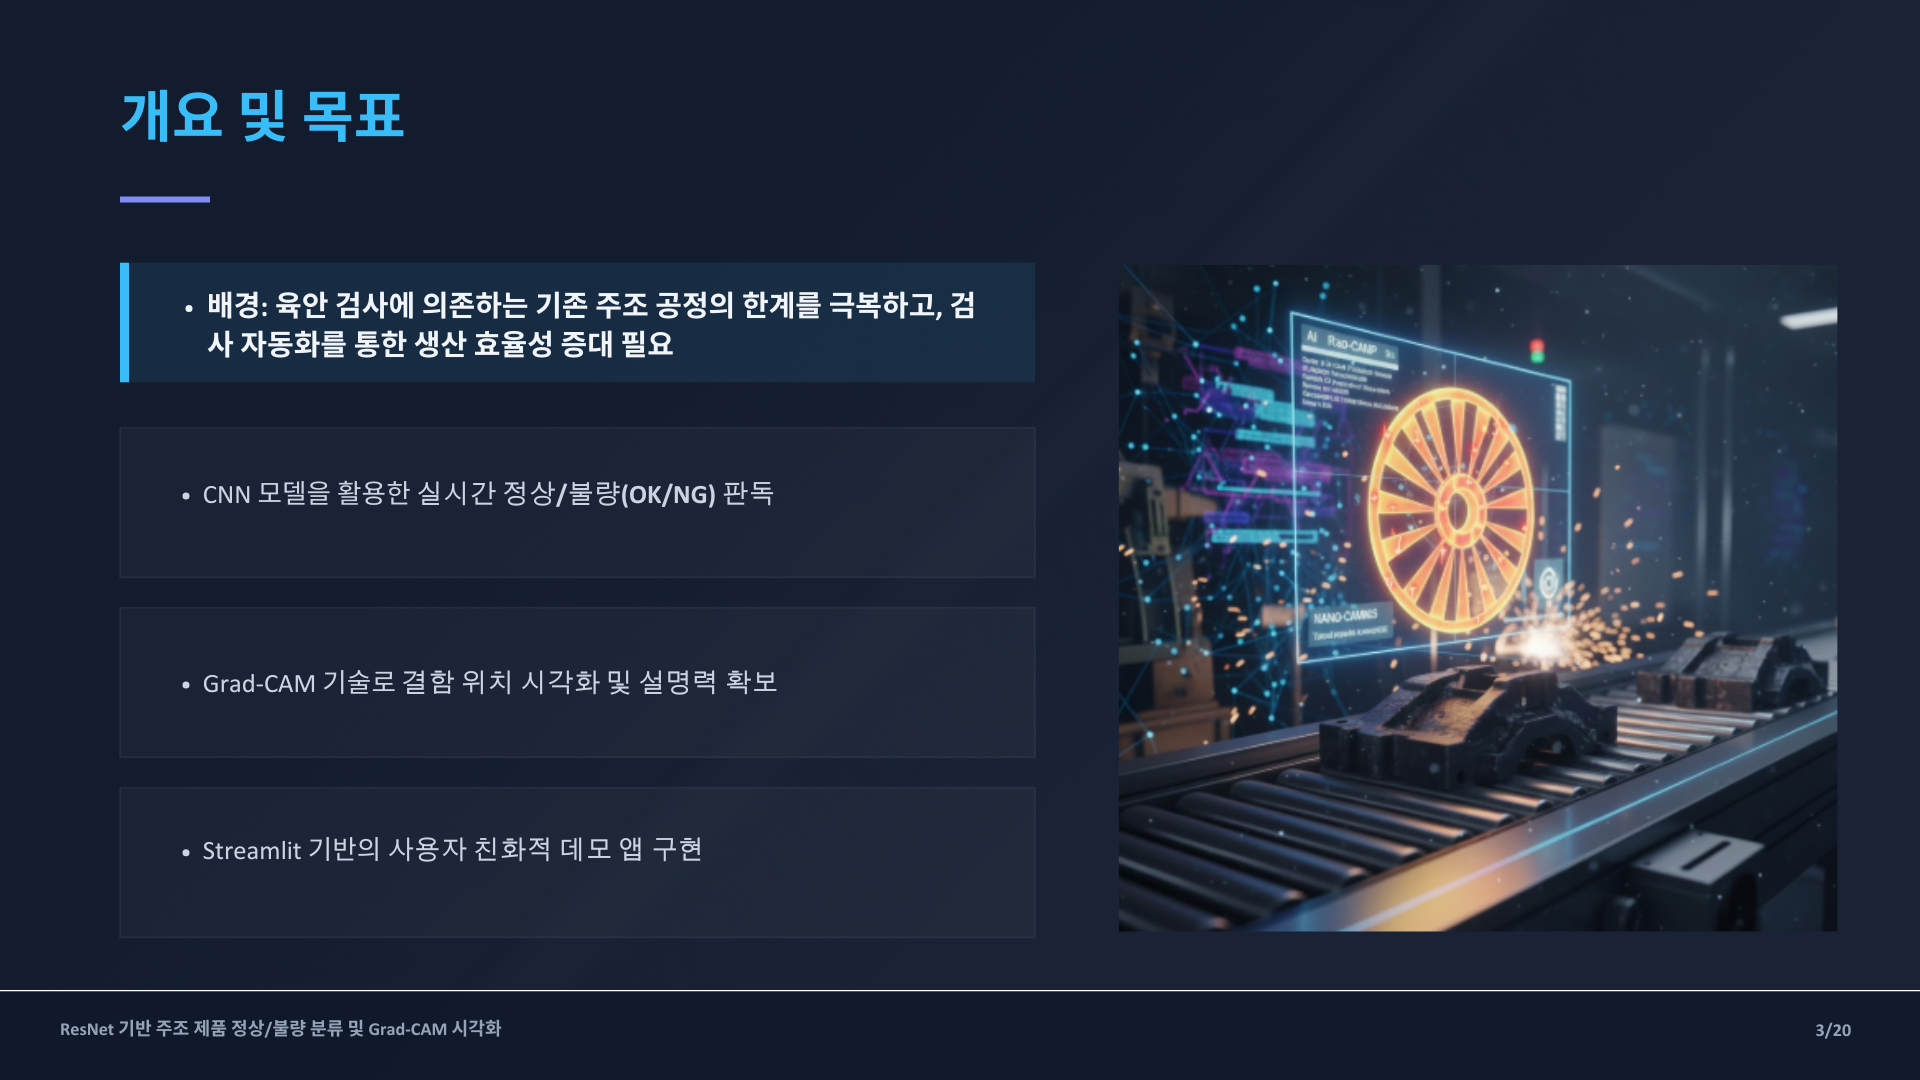 개요 및 목표
• 배경: 육안 검사에 의존하는 기존 주조 공정의 한계를 극복하고, 검
사 자동화를 통한 생산 효율성 증대 필요
• CNN 모델을 활용한 실시간 정상/불량(OK/NG) 판독
• Grad-CAM 기술로 결함 위치 시각화 및 설명력 확보
• Streamlit 기반의 사용자 친화적 데모 앱 구현
AI Rao-CAMP
NANO-CAMNS
ResNet 기반 주조 제품 정상/불량 분류 및 Grad-CAM 시각화
3/20